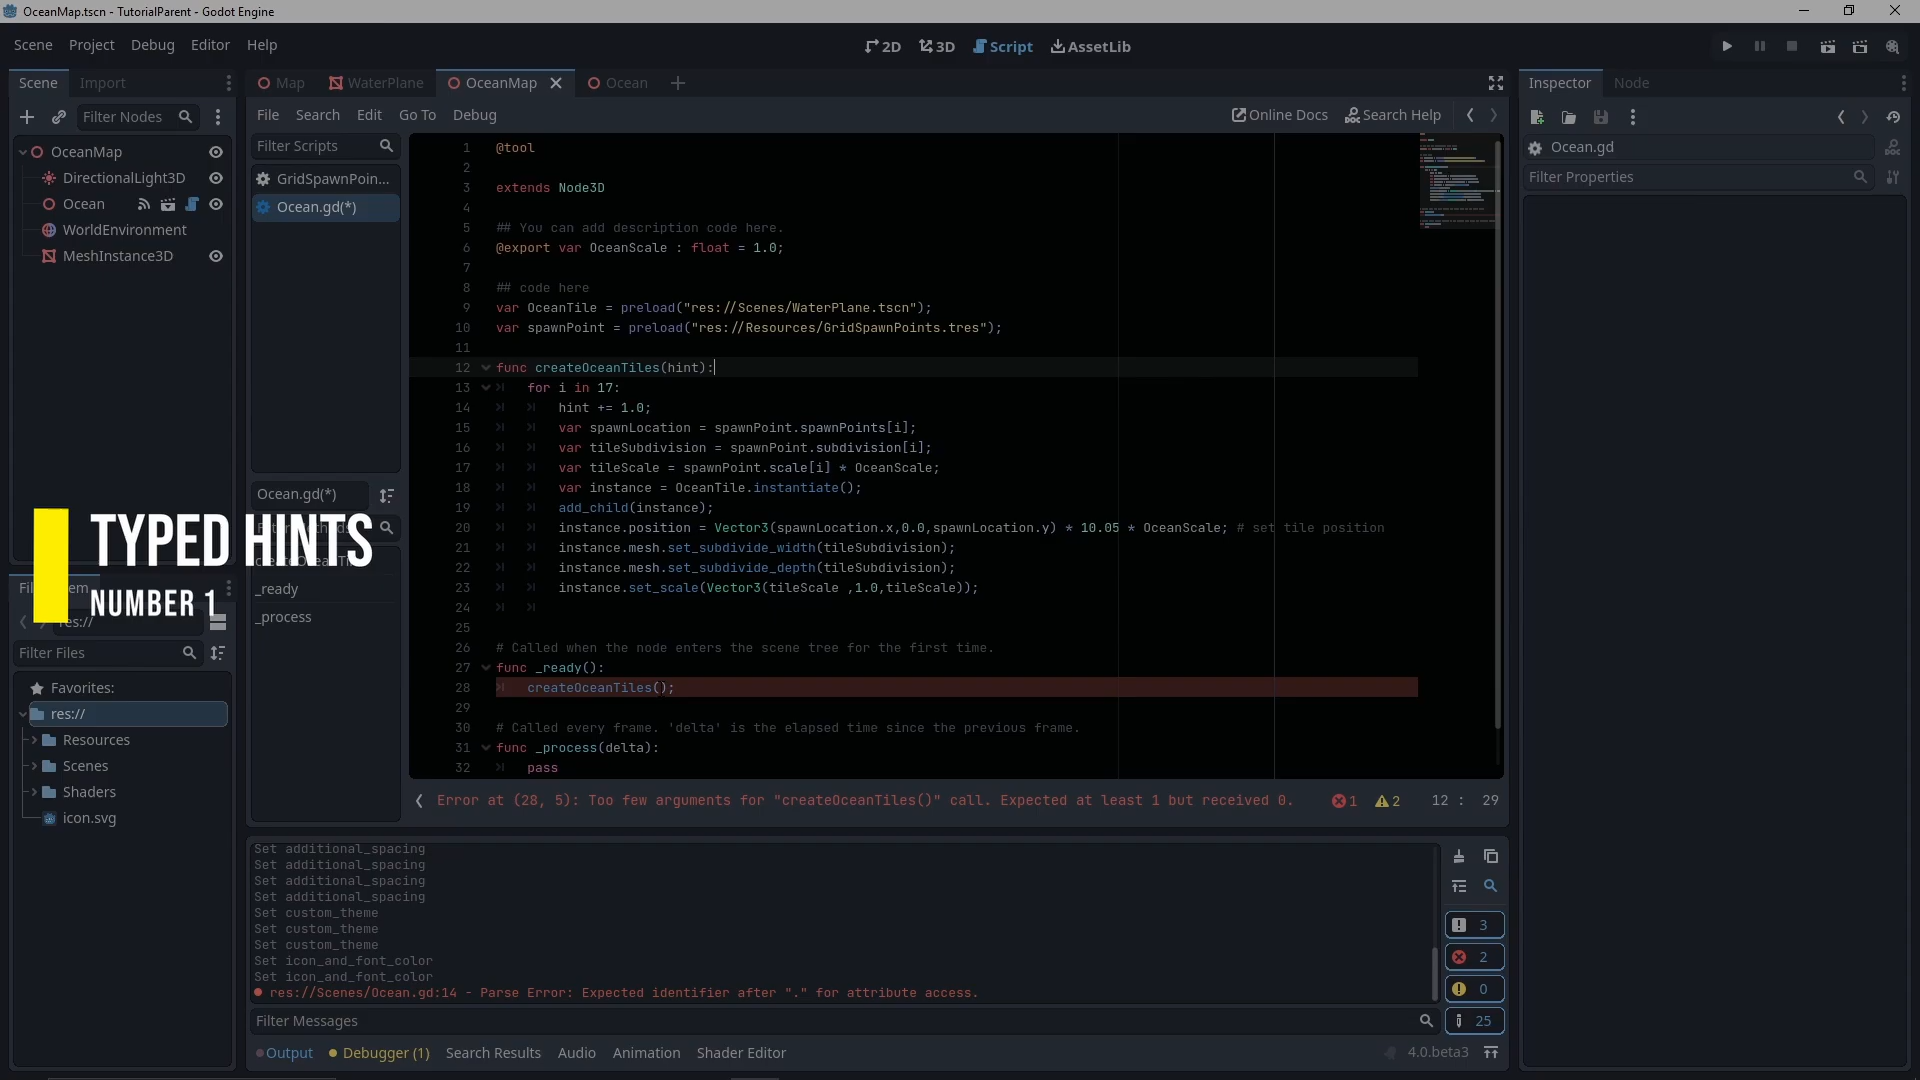 OceanMap.tscn - TutorialParent - Godot Engine
Scene Project Debug Editor Help
2D 3D Script AssetLib
Scene Import
Map WaterPlane OceanMap Ocean
Inspector Node
Filter Nodes
File Search Edit Go To Debug
Online Docs Search Help
OceanMap
DirectionalLight3D
Ocean
WorldEnvironment
MeshInstance3D
Filter Scripts
GridSpawnPoin...
Ocean.gd(*)
Ocean.gd(*)
_ready
_process
TYPED HINTS
NUMBER 1
res://
Filter Files
Favorites:
res://
Resources
Scenes
Shaders
icon.svg
1 @tool
2
3 extends Node3D
4
5 ## You can add description code here.
6 @export var OceanScale : float = 1.0;
7
8 ## code here
9 var OceanTile = preload("res://Scenes/WaterPlane.tscn");
10 var spawnPoint = preload("res://Resources/GridSpawnPoints.tres");
11
12 func createOceanTiles(hint):
13 for i in 17:
14 hint += 1.0;
15 var spawnLocation = spawnPoint.spawnPoints[i];
16 var tileSubdivision = spawnPoint.subdivision[i];
17 var tileScale = spawnPoint.scale[i] * OceanScale;
18 var instance = OceanTile.instantiate();
19 add_child(instance);
20 instance.position = Vector3(spawnLocation.x,0.0,spawnLocation.y) * 10.05 * OceanScale; # set tile position
21 instance.mesh.set_subdivide_width(tileSubdivision);
22 instance.mesh.set_subdivide_depth(tileSubdivision);
23 instance.set_scale(Vector3(tileScale ,1.0,tileScale));
24
25
26 # Called when the node enters the scene tree for the first time.
27 func _ready():
28 createOceanTiles();
29
30 # Called every frame. 'delta' is the elapsed time since the previous frame.
31 func _process(delta):
32 pass
Error at (28, 5): Too few arguments for "createOceanTiles()" call. Expected at least 1 but received 0. 1 2 12 : 29
Set additional_spacing
Set additional_spacing
Set additional_spacing
Set additional_spacing
Set custom_theme
Set custom_theme
Set custom_theme
Set icon_and_font_color
Set icon_and_font_color
res://Scenes/Ocean.gd:14 - Parse Error: Expected identifier after "." for attribute access.
Filter Messages
3
2
0
25
Output Debugger (1) Search Results Audio Animation Shader Editor 4.0.beta3
Ocean.gd
Filter Properties